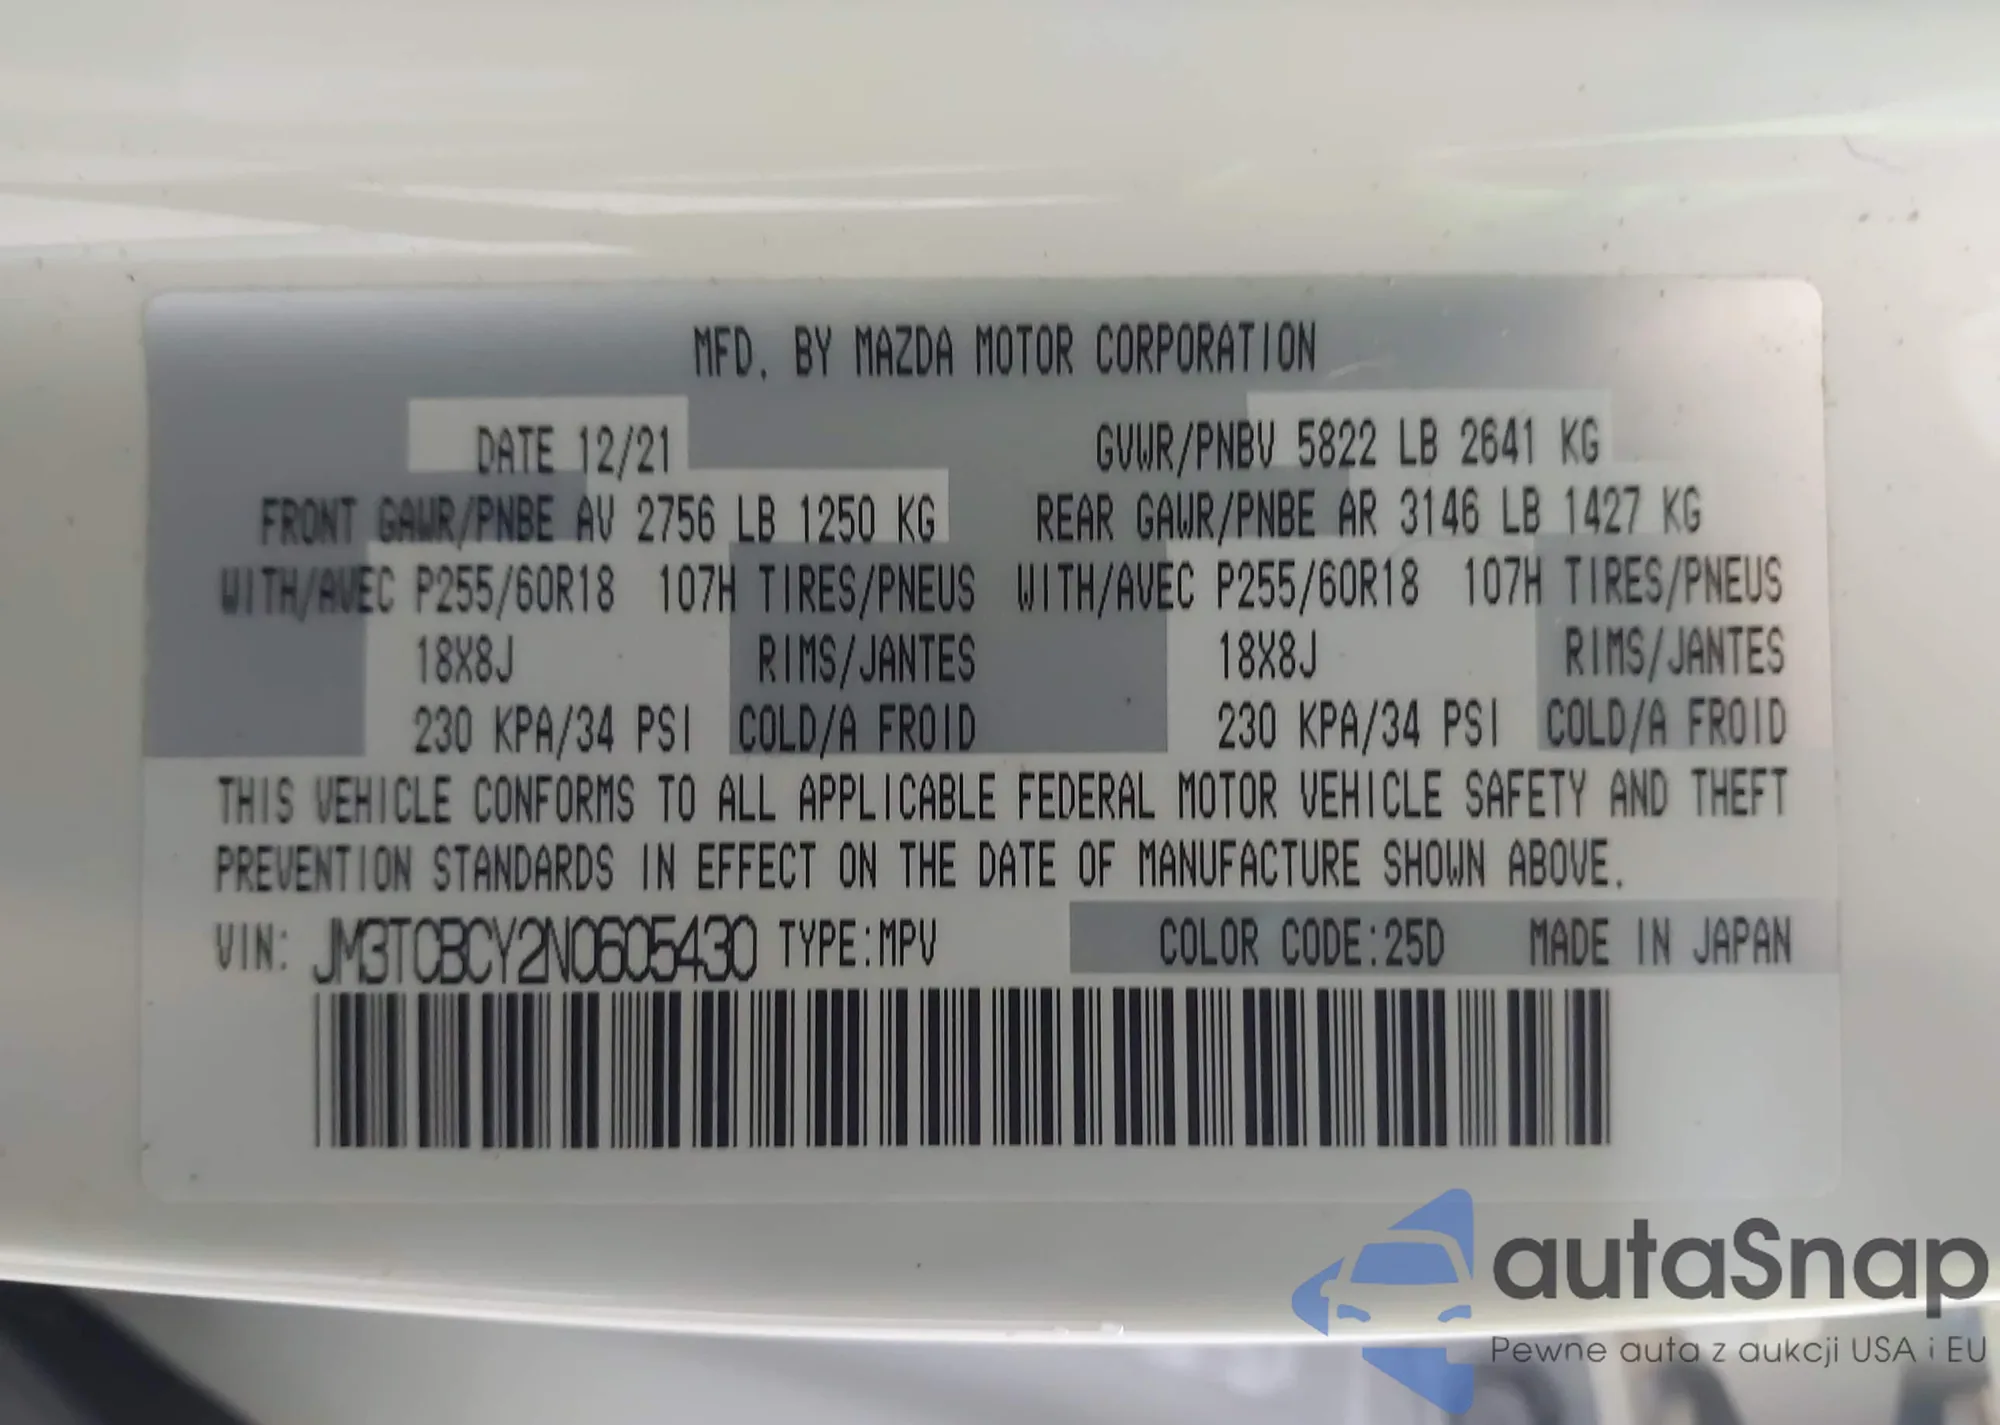 MFD. BY MAZDA MOTOR CORPORATION
DATE 12/21 GVWR/PNBV 5822 LB 2641 KG
FRONT GAWR/PNBE AV 2756 LB 1250 KG REAR GAWR/PNBE AR 3146 LB 1427 KG
WITH/AVEC P255/60R18 107H TIRES/PNEUS WITH/AVEC P255/60R18 107H TIRES/PNEUS
18X8J RIMS/JANTES 18X8J RIMS/JANTES
230 KPA/34 PSI COLD/A FROID 230 KPA/34 PSI COLD/A FROID
THIS VEHICLE CONFORMS TO ALL APPLICABLE FEDERAL MOTOR VEHICLE SAFETY AND THEFT
PREVENTION STANDARDS IN EFFECT ON THE DATE OF MANUFACTURE SHOWN ABOVE.
VIN: JM3TCBCY2N0605430 TYPE:MPV COLOR CODE:25D MADE IN JAPAN
autaSnap
Pewne auta z aukcji USA i EU